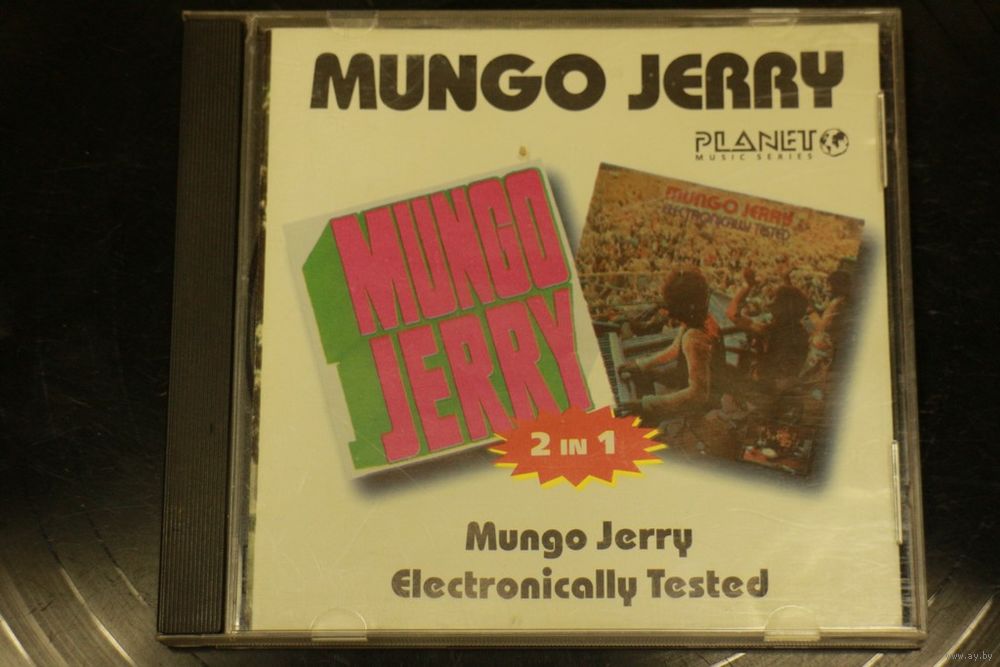 MUNGO JERRY
PLANET
MUSIC SERIES
MUNGO
JERRY
MUNGO JERRY
ELECTRONICALLY TESTED
2 IN 1
Mungo Jerry
Electronically Tested
www.ay.by